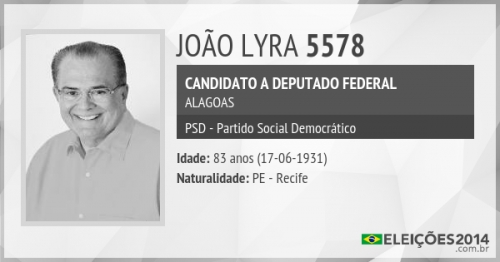 JOÃO LYRA 5578
CANDIDATO A DEPUTADO FEDERAL
ALAGOAS
PSD - Partido Social Democrático
Idade: 83 anos (17-06-1931)
Naturalidade: PE - Recife
ELEIÇÕES2014
.com.br